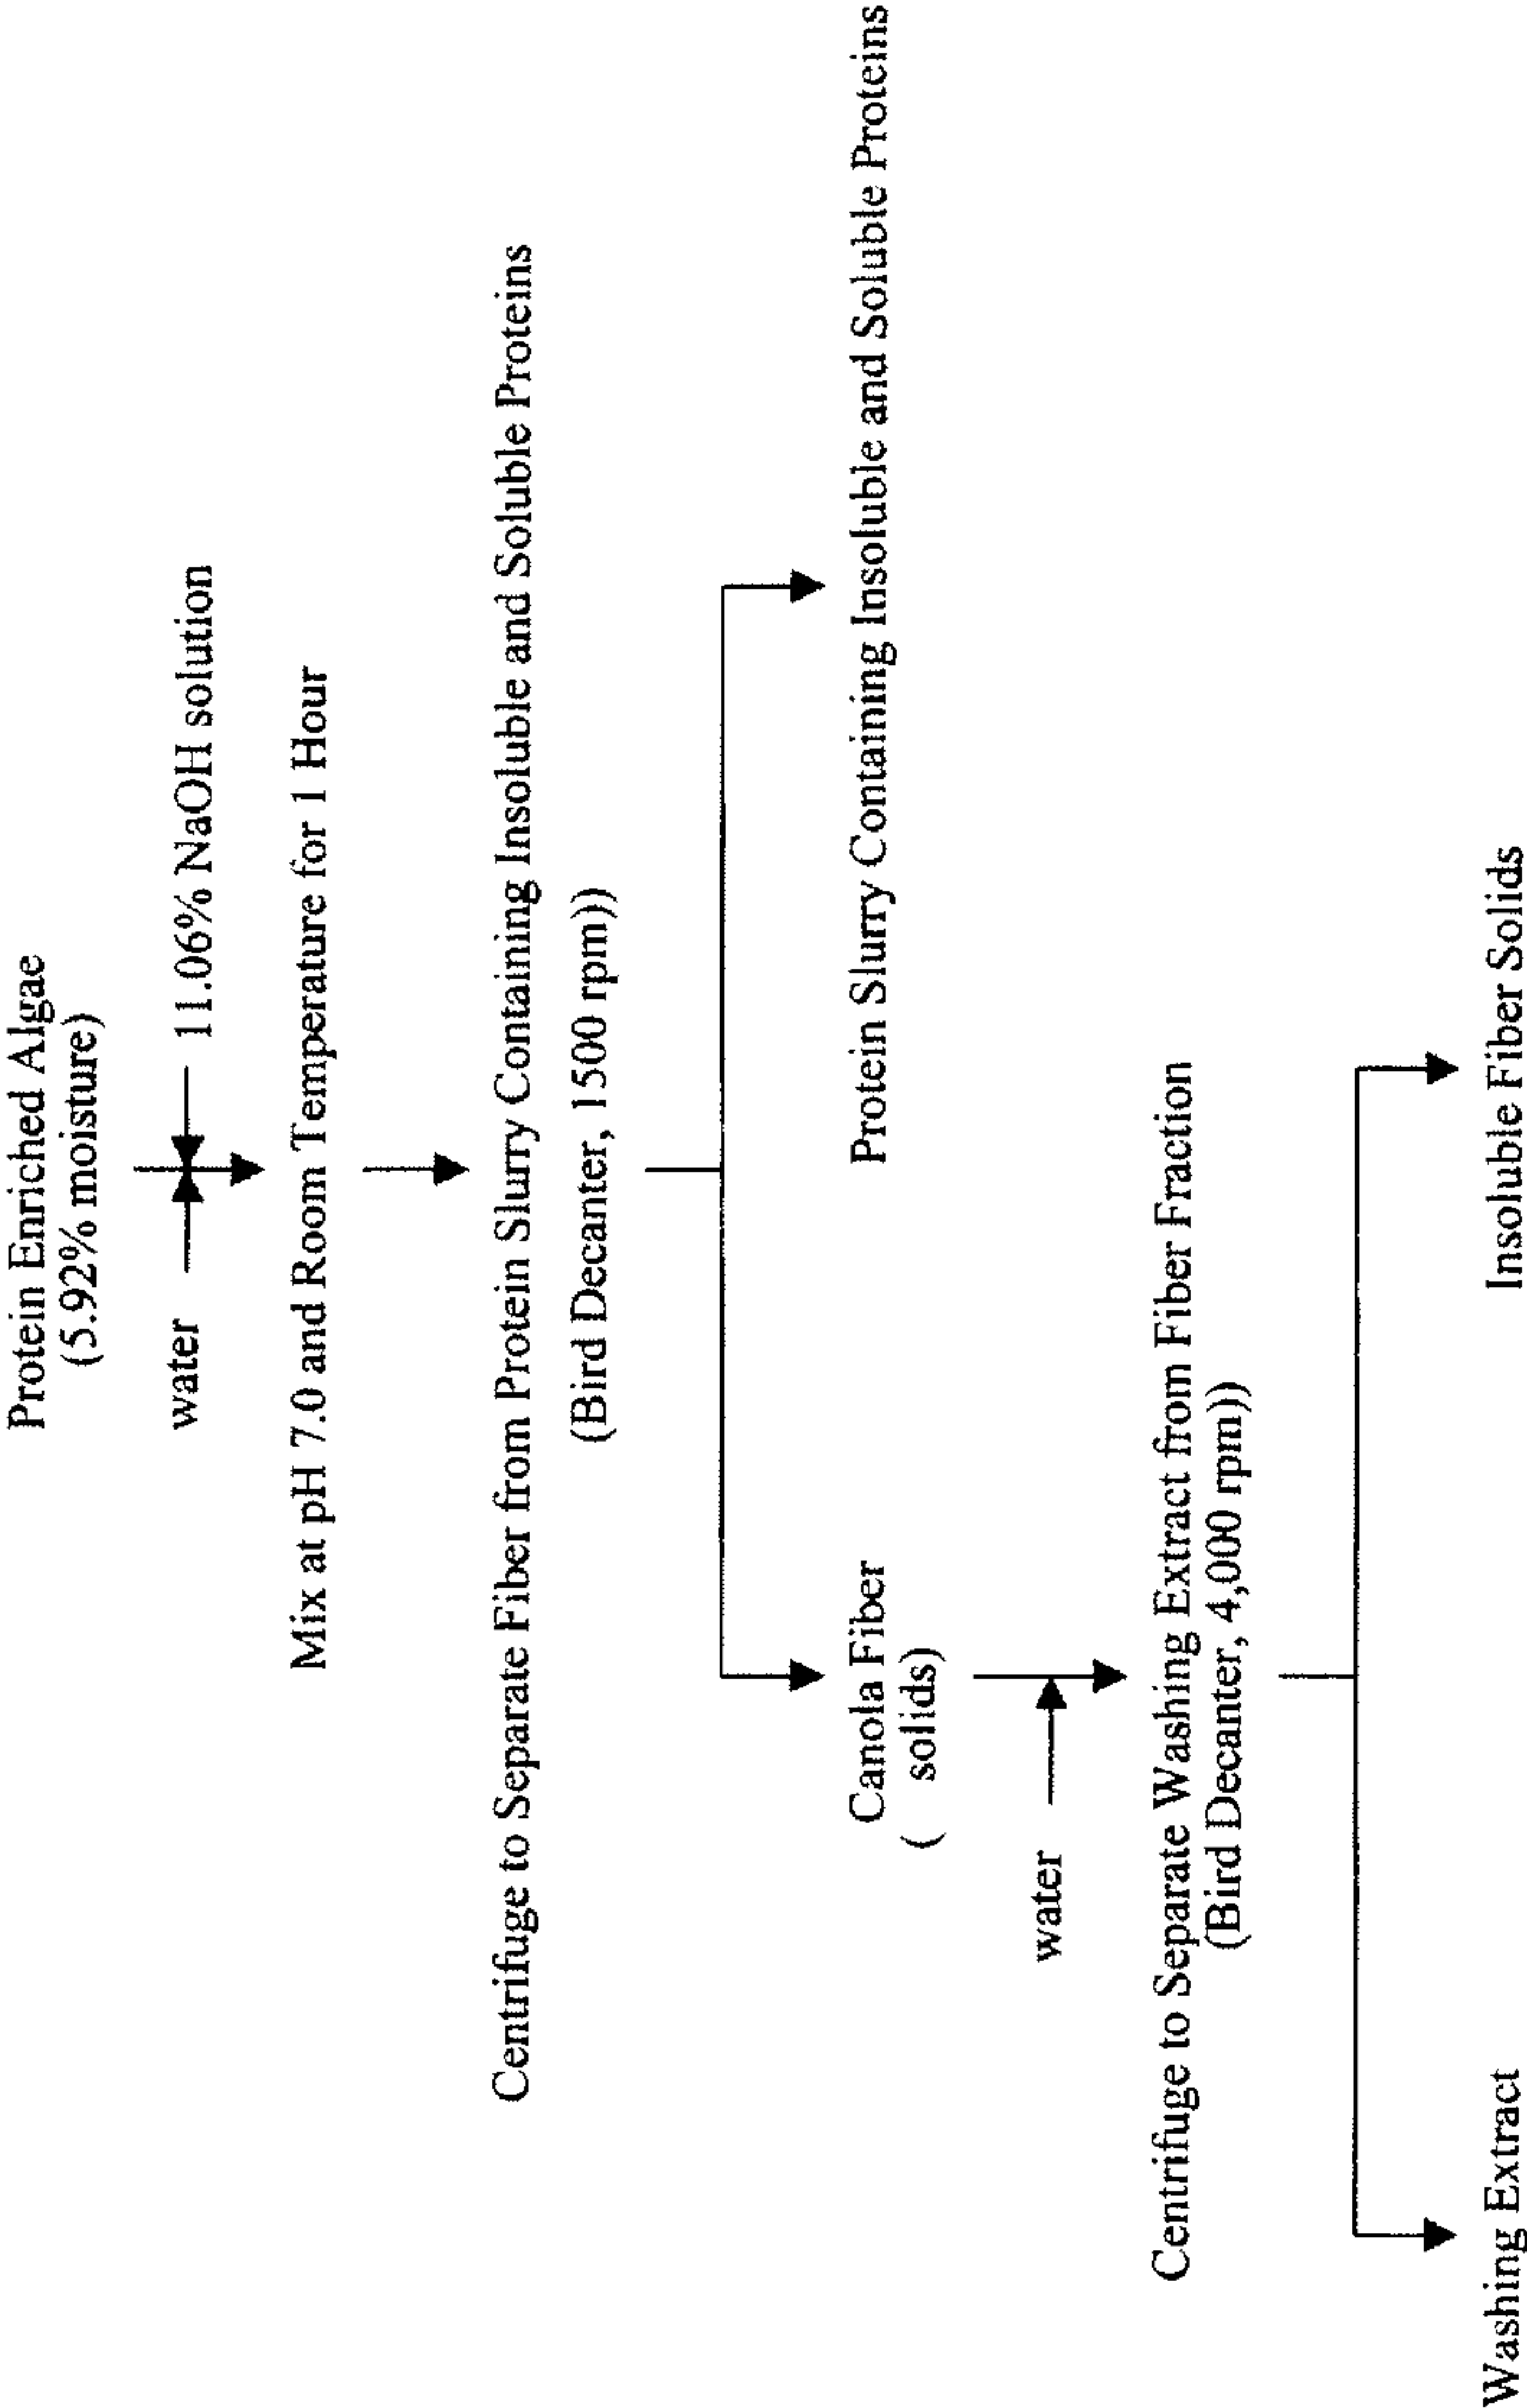 Protein Enriched Algae
(5.92% moisture)
water
11.06% NaOH solution
Mix at pH 7.0 and Room Temperature for 1 Hour
Centrifuge to Separate Fiber from Protein Slurry Containing Insoluble and Soluble Proteins
(Bird Decanter, 1500 rpm))
Canola Fiber
( solids)
Protein Slurry Containing Insoluble and Soluble Proteins
water
Centrifuge to Separate Washing Extract from Fiber Fraction
(Bird Decanter, 4,000 rpm))
Washing Extract
Insoluble Fiber Solids